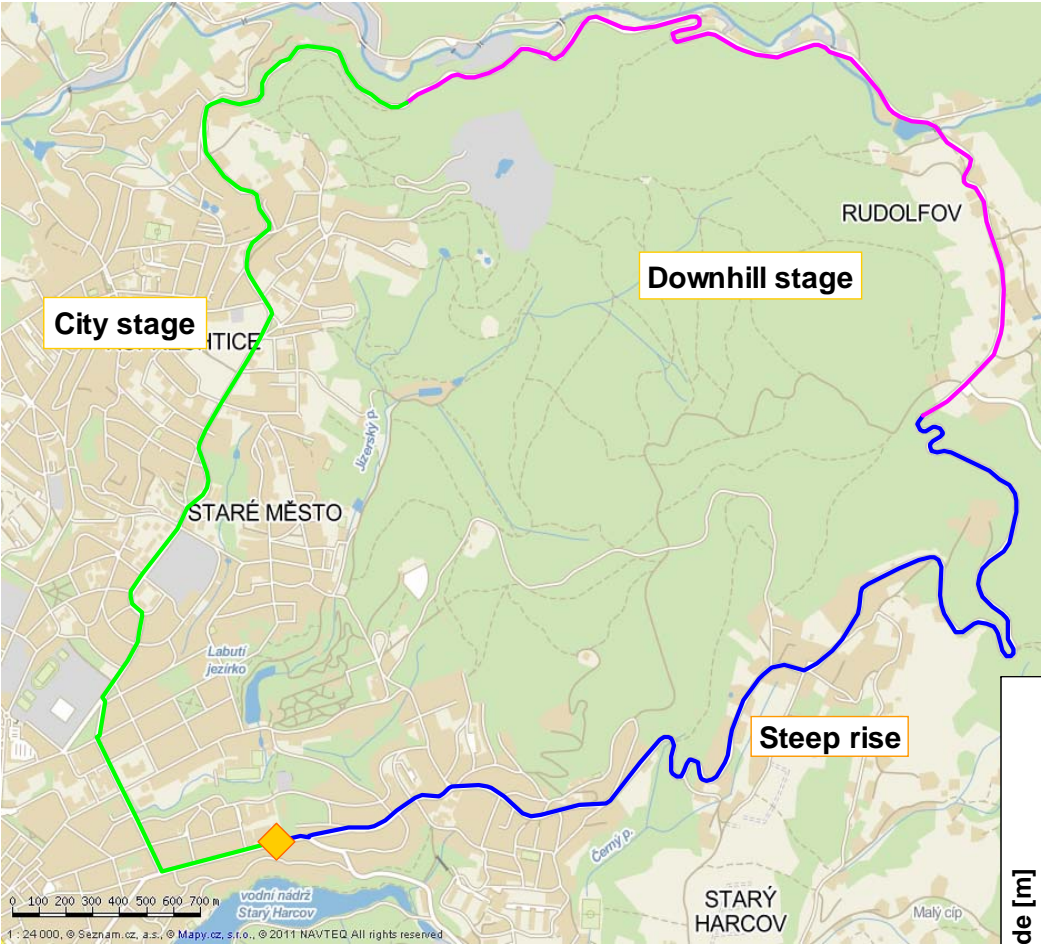 RUDOLFOV
Downhill stage
City stage
Jizerský p.
STARÉ MĚSTO
Labutí
jezírko
Steep rise
Černý p.
vodní nádrž
Starý Harcov
STARÝ
HARCOV
Malý cíp
de [m]
0 100 200 300 400 500 600 700 m
1 : 24 000, © Seznam.cz, a.s., © Mapy.cz, s.r.o., © 2011 NAVTEQ All rights reserved